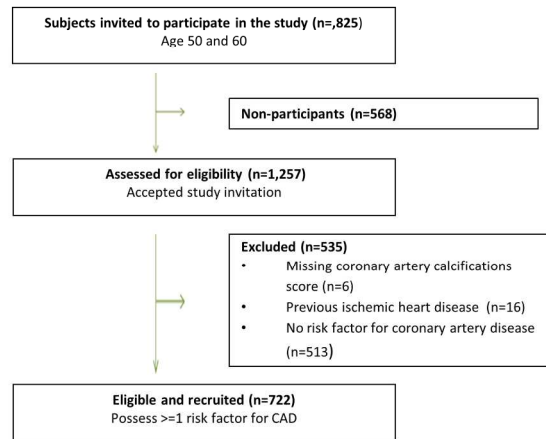 Subjects invited to participate in the study (n=,825)
Age 50 and 60
Non-participants (n=568)
Assessed for eligibility (n=1,257)
Accepted study invitation
Excluded (n=535)
• Missing coronary artery calcifications
score (n=6)
• Previous ischemic heart disease (n=16)
• No risk factor for coronary artery disease
(n=513)
Eligible and recruited (n=722)
Possess >=1 risk factor for CAD